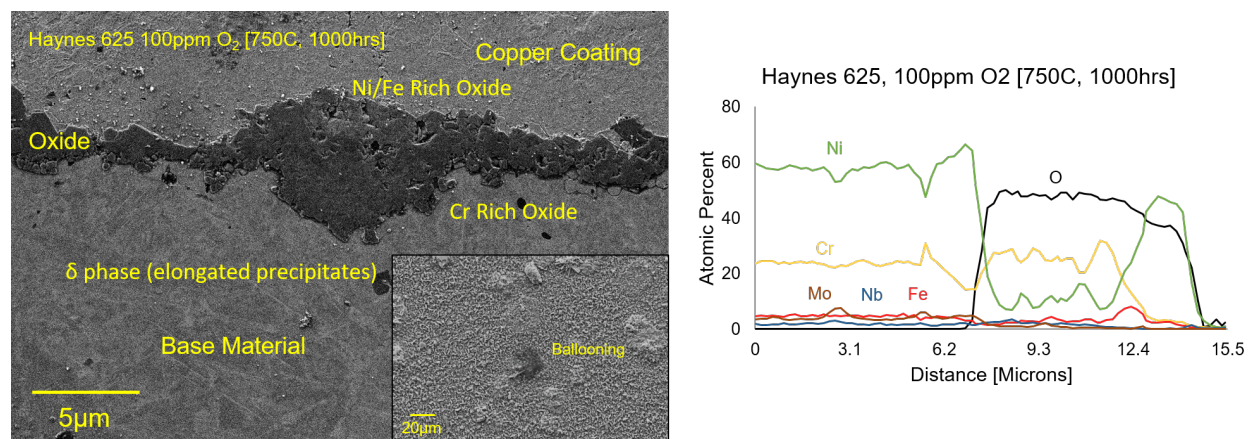 Haynes 625 100ppm O₂ [750C, 1000hrs]
Copper Coating
Ni/Fe Rich Oxide
Oxide
Cr Rich Oxide
δ phase (elongated precipitates)
Base Material
5µm
Ballooning
20µm
Haynes 625, 100ppm O2 [750C, 1000hrs]
80
60
40
20
0
Atomic Percent
Ni
O
Cr
Mo
Nb
Fe
0
3.1
6.2
9.3
12.4
15.5
Distance [Microns]